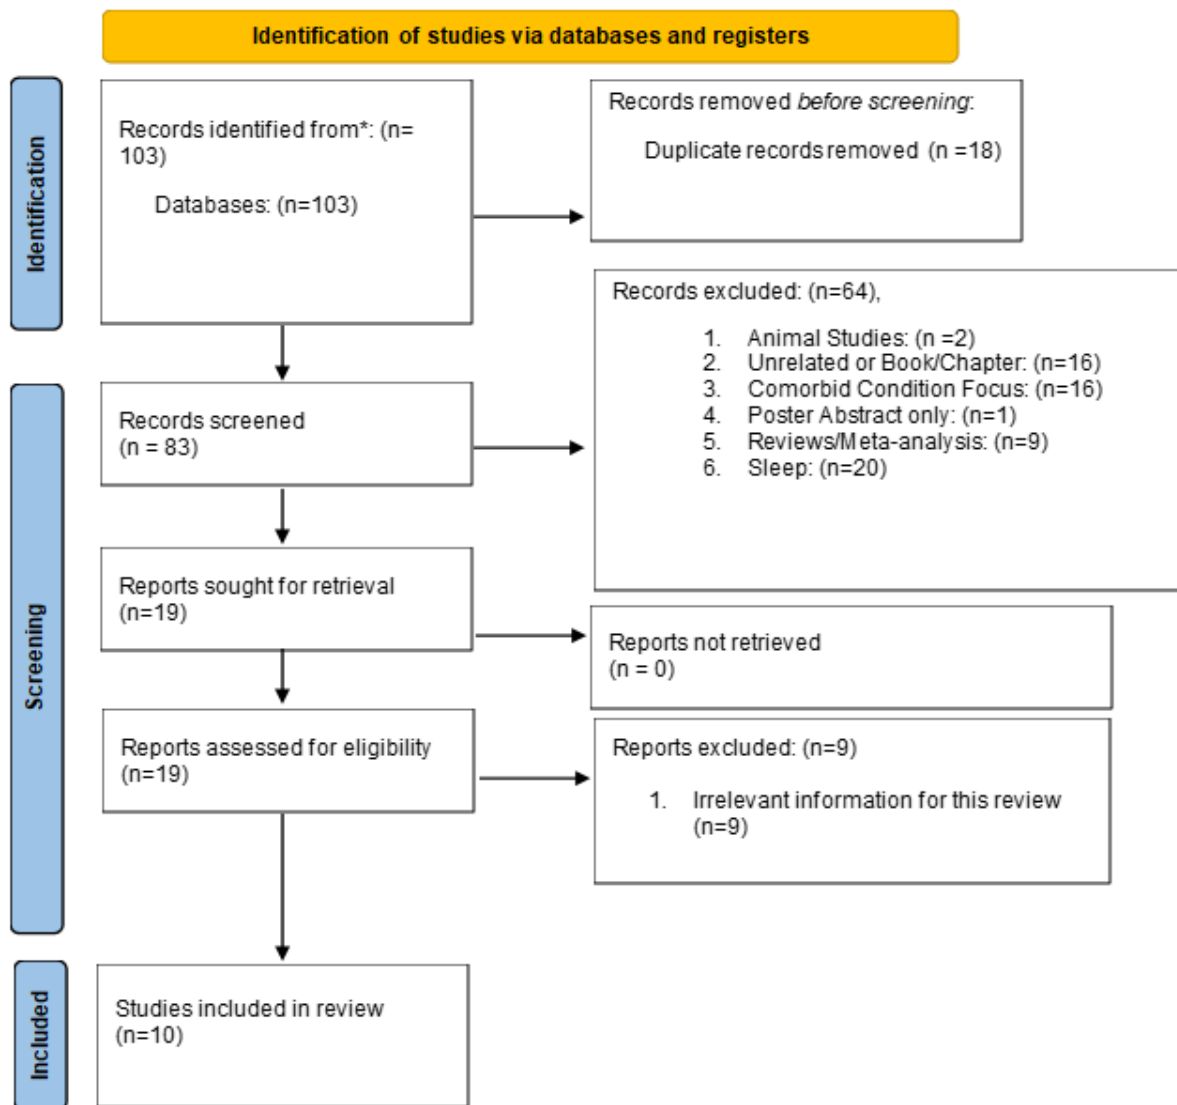 Identification of studies via databases and registers
Identification
Records identified from*: (n=
103)
Databases: (n=103)
Records removed before screening:
Duplicate records removed (n =18)
Records excluded: (n=64),
1. Animal Studies: (n =2)
2. Unrelated or Book/Chapter: (n=16)
3. Comorbid Condition Focus: (n=16)
4. Poster Abstract only: (n=1)
5. Reviews/Meta-analysis: (n=9)
6. Sleep: (n=20)
Screening
Records screened
(n = 83)
Reports sought for retrieval
(n=19)
Reports not retrieved
(n = 0)
Reports assessed for eligibility
(n=19)
Reports excluded: (n=9)
1. Irrelevant information for this review
(n=9)
Included
Studies included in review
(n=10)